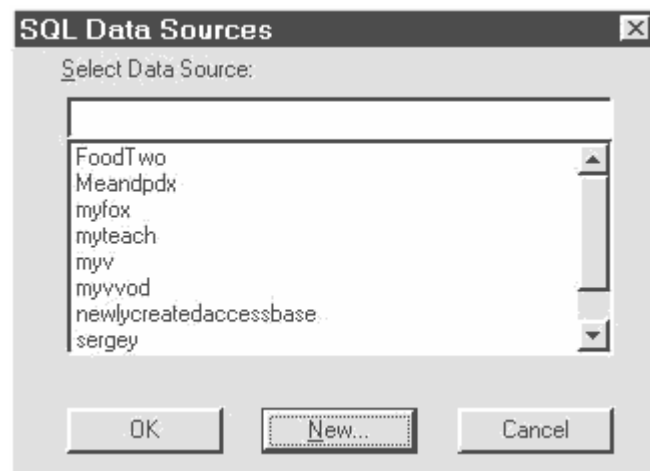 SQL Data Sources
Select Data Source:
FoodTwo
Meandpdx
myfox
myteach
myv
myvvod
newlycreatedaccessbase
sergey
OK
New...
Cancel